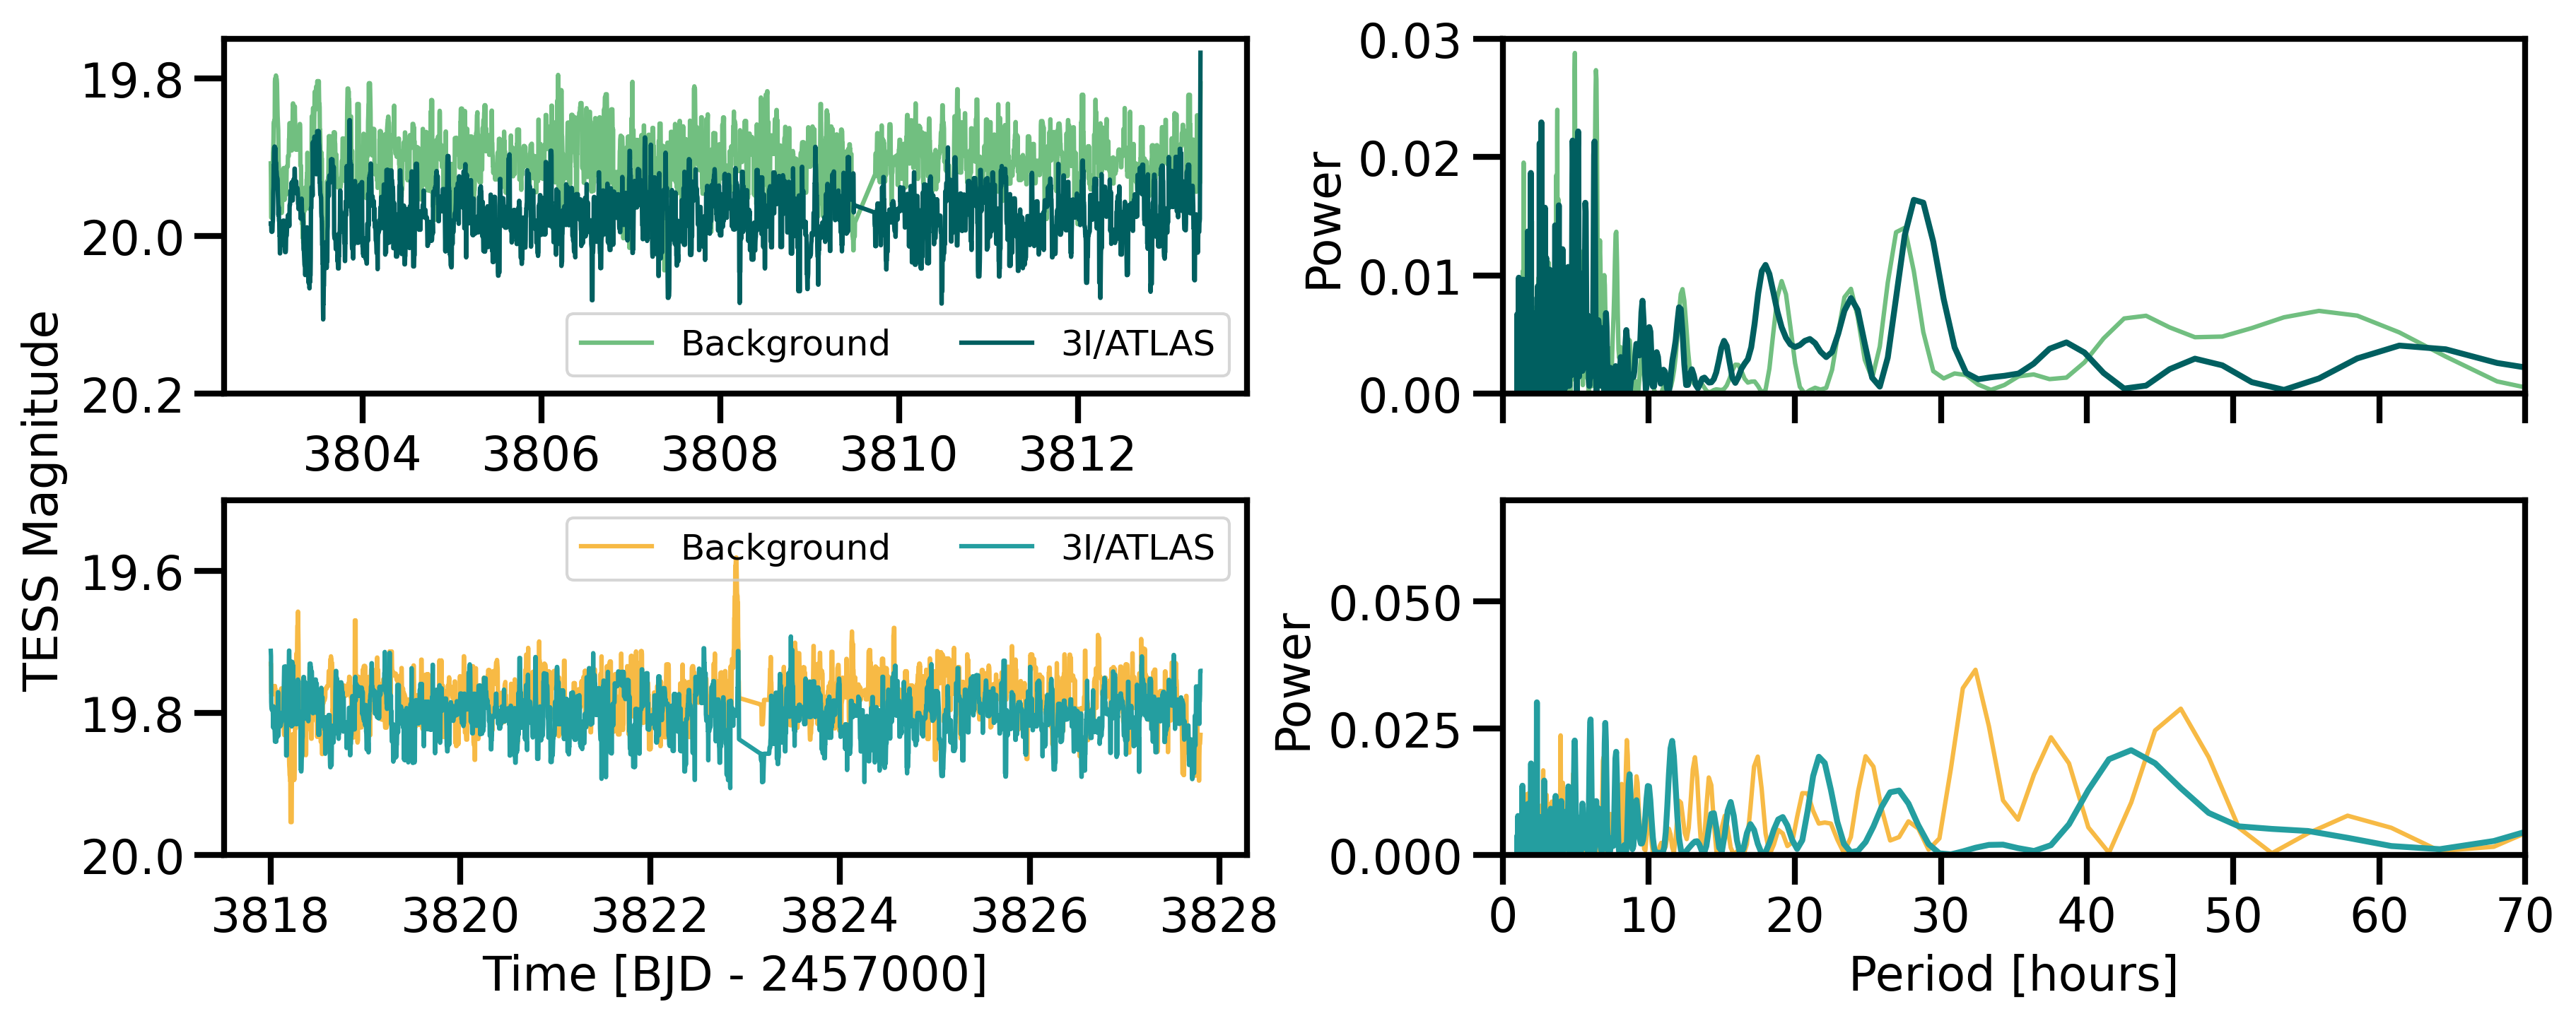 TESS Magnitude
19.8
20.0
20.2
Background 3I/ATLAS
3804 3806 3808 3810 3812
Power
0.03
0.02
0.01
0.00
Background 3I/ATLAS
19.6
19.8
20.0
3818 3820 3822 3824 3826 3828
Time [BJD - 2457000]
Power
0.050
0.025
0.000
0 10 20 30 40 50 60 70
Period [hours]